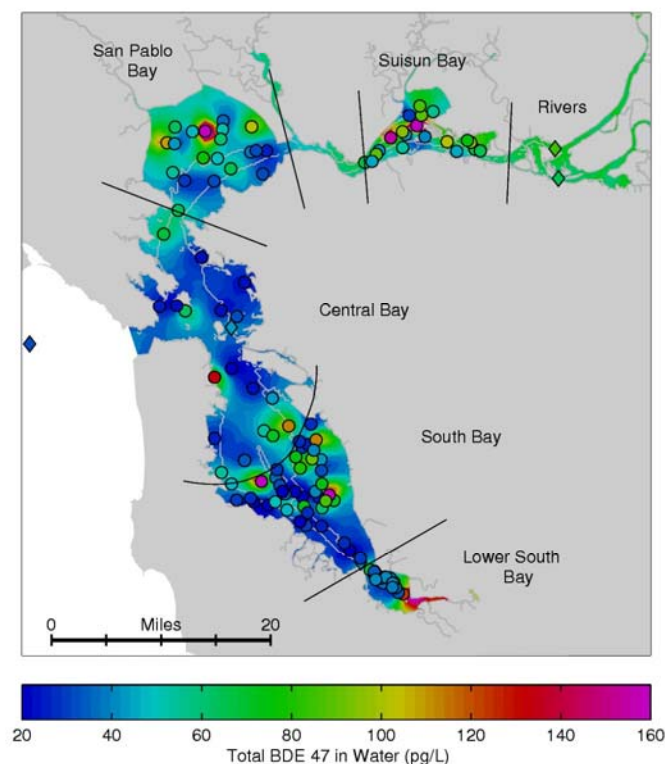 San Pablo
Bay
Suisun Bay
Rivers
Central Bay
South Bay
Lower South
Bay
0 Miles 20
20 40 60 80 100 120 140 160
Total BDE 47 in Water (pg/L)